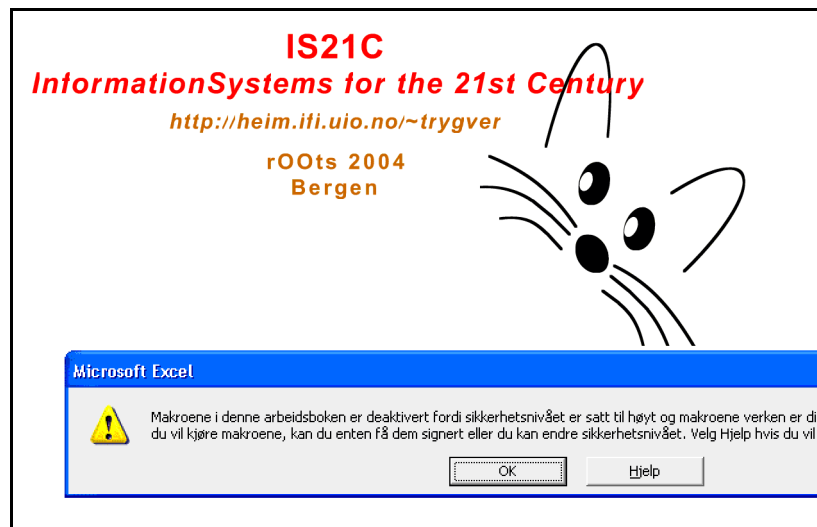 IS21C
InformationSystems for the 21st Century
http://heim.ifi.uio.no/~trygver
rOOts 2004
Bergen
Microsoft Excel
Makroene i denne arbeidsboken er deaktivert fordi sikkerhetsnivået er satt til høyt og makroene verken er di
du vil kjøre makroene, kan du enten få dem signert eller du kan endre sikkerhetsnivået. Velg Hjelp hvis du vil
OK
Hjelp